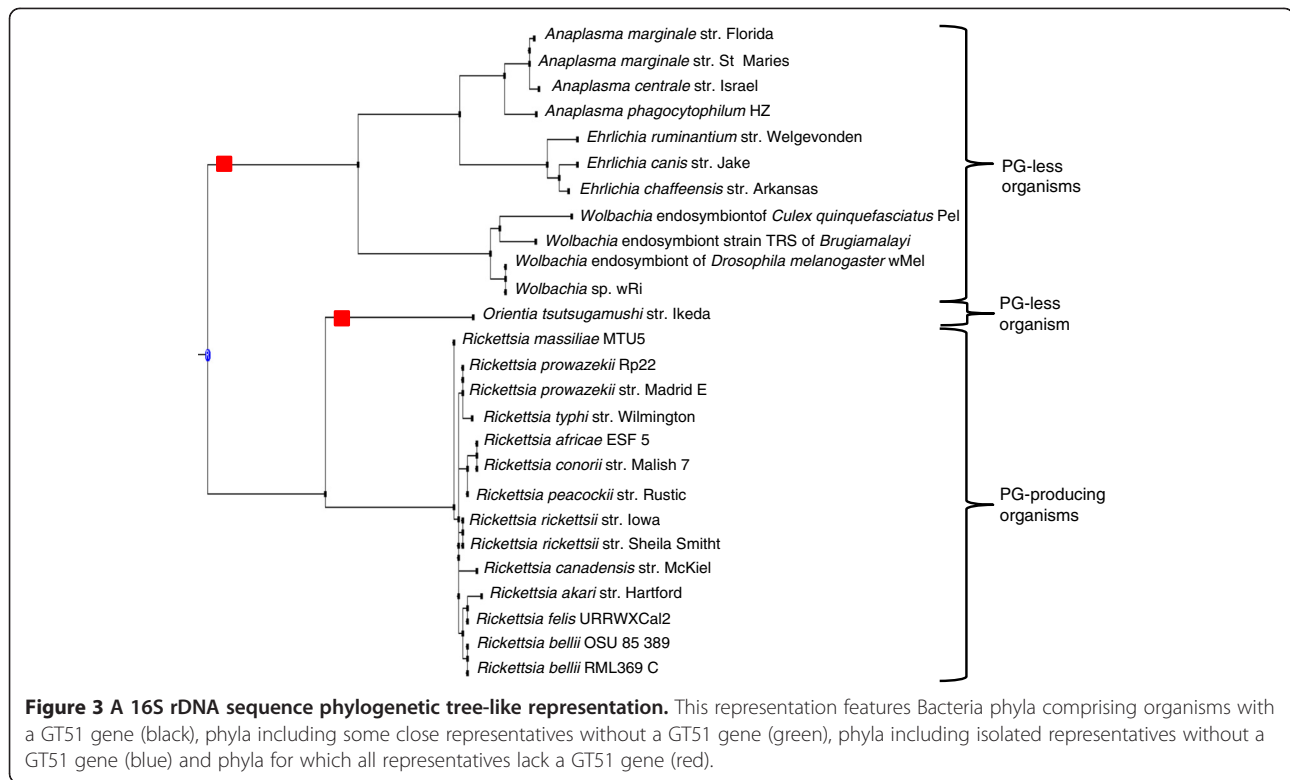 Anaplasma marginale str. Florida
Anaplasma marginale str. St Maries
Anaplasma centrale str. Israel
Anaplasma phagocytophilum HZ
Ehrlichia ruminantium str. Welgevonden
Ehrlichia canis str. Jake
Ehrlichia chaffeensis str. Arkansas
Wolbachia endosymbiontof Culex quinquefasciatus Pel
Wolbachia endosymbiont strain TRS of Brugiamalayi
Wolbachia endosymbiont of Drosophila melanogaster wMel
Wolbachia sp. wRi
PG-less
organisms
Orientia tsutsugamushi str. Ikeda
PG-less
organism
Rickettsia massiliae MTU5
Rickettsia prowazekii Rp22
Rickettsia prowazekii str. Madrid E
Rickettsia typhi str. Wilmington
Rickettsia africae ESF 5
Rickettsia conorii str. Malish 7
Rickettsia peacockii str. Rustic
Rickettsia rickettsii str. Iowa
Rickettsia rickettsii str. Sheila Smitht
Rickettsia canadensis str. McKiel
Rickettsia akari str. Hartford
Rickettsia felis URRWXCal2
Rickettsia bellii OSU 85 389
Rickettsia bellii RML369 C
PG-producing
organisms
Figure 3 A 16S rDNA sequence phylogenetic tree-like representation. This representation features Bacteria phyla comprising organisms with
a GT51 gene (black), phyla including some close representatives without a GT51 gene (green), phyla including isolated representatives without a
GT51 gene (blue) and phyla for which all representatives lack a GT51 gene (red).